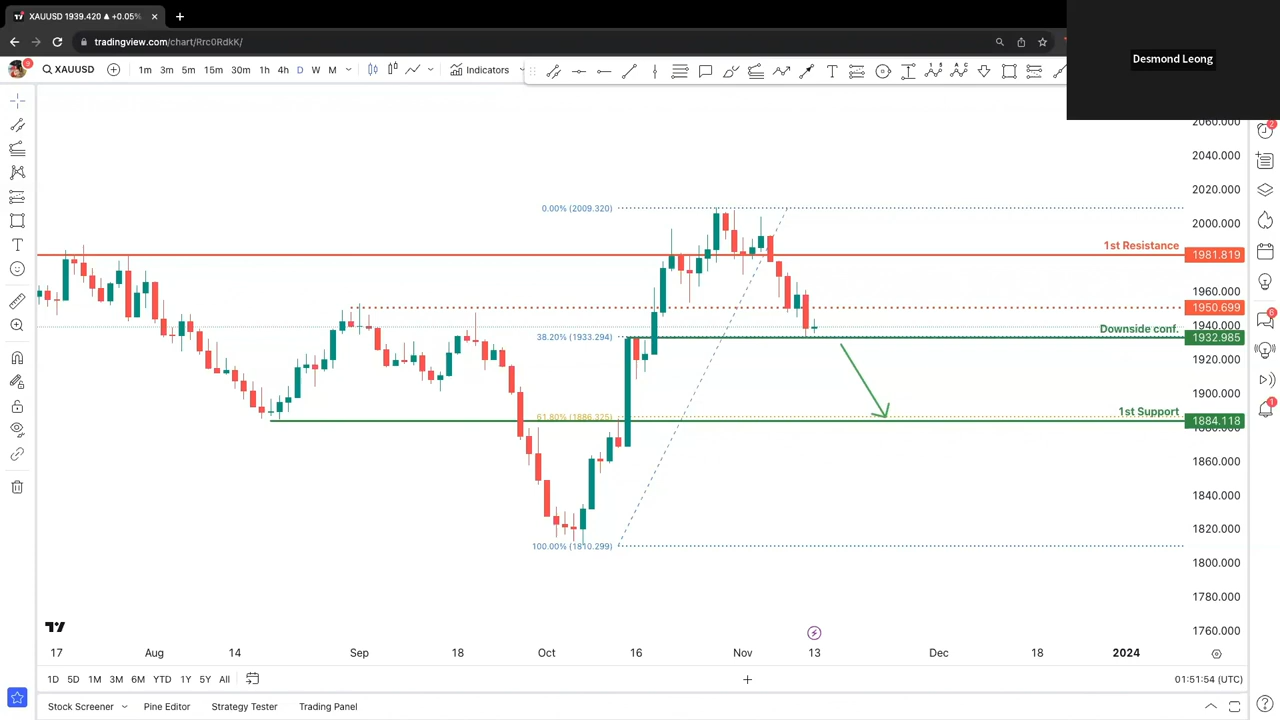 XAUUSD 1939.420 ▲ +0.05%
tradingview.com/chart/Rrc0RdkK/
Desmond Leong
9
XAUUSD
1m 3m 5m 15m 30m 1h 4h D W M
Indicators
T
2060.000
2
2040.000
2020.000
0.00% (2009.320)
2000.000
1st Resistance
1981.819
1960.000
1950.699
1940.000
Downside conf.
38.20% (1933.294)
1932.985
6
1920.000
1900.000
1
61.80% (1886.325)
1st Support
1884.118
1860.000
1840.000
1820.000
100.00% (1810.299)
1800.000
1780.000
1760.000
17 Aug 14 Sep 18 Oct 16 Nov 13 Dec 18 2024
1D 5D 1M 3M 6M YTD 1Y 5Y All
01:51:54 (UTC)
Stock Screener Pine Editor Strategy Tester Trading Panel